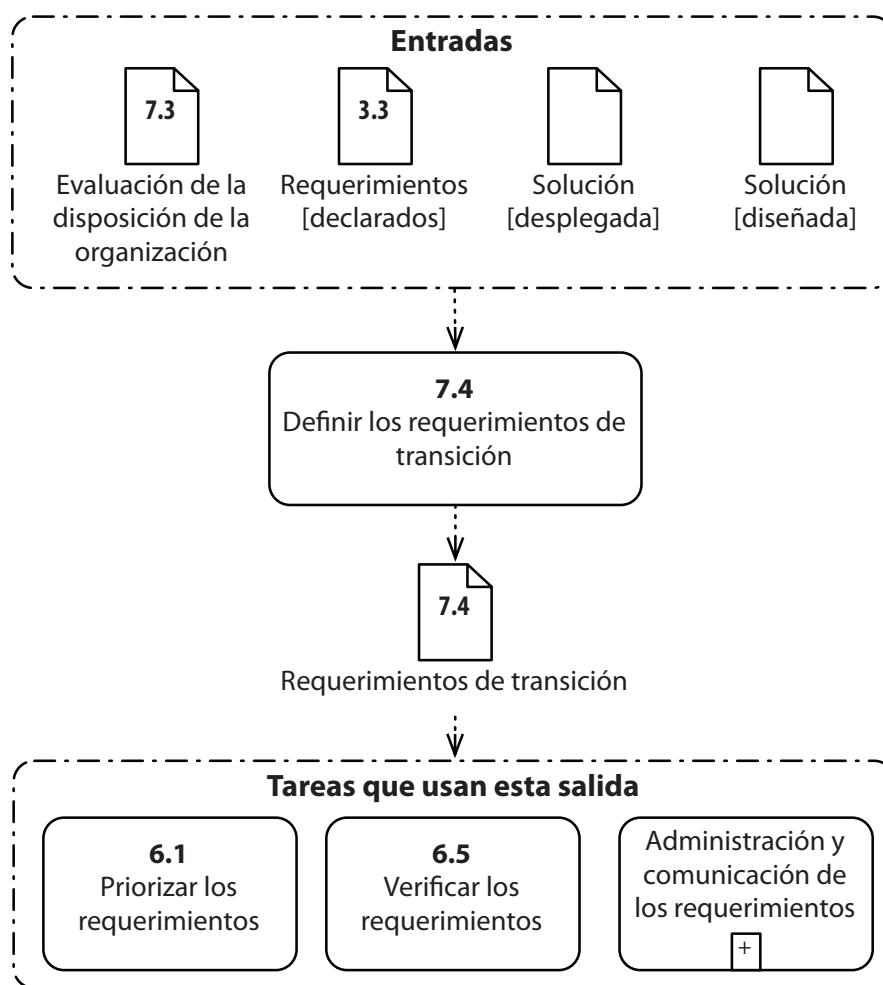 Entradas
7.3
Evaluación de la
disposición de la
organización
3.3
Requerimientos
[declarados]
Solución
[desplegada]
Solución
[diseñada]
7.4
Definir los requerimientos de
transición
7.4
Requerimientos de transición
Tareas que usan esta salida
6.1
Priorizar los
requerimientos
6.5
Verificar los
requerimientos
Administración y
comunicación de
los requerimientos
+